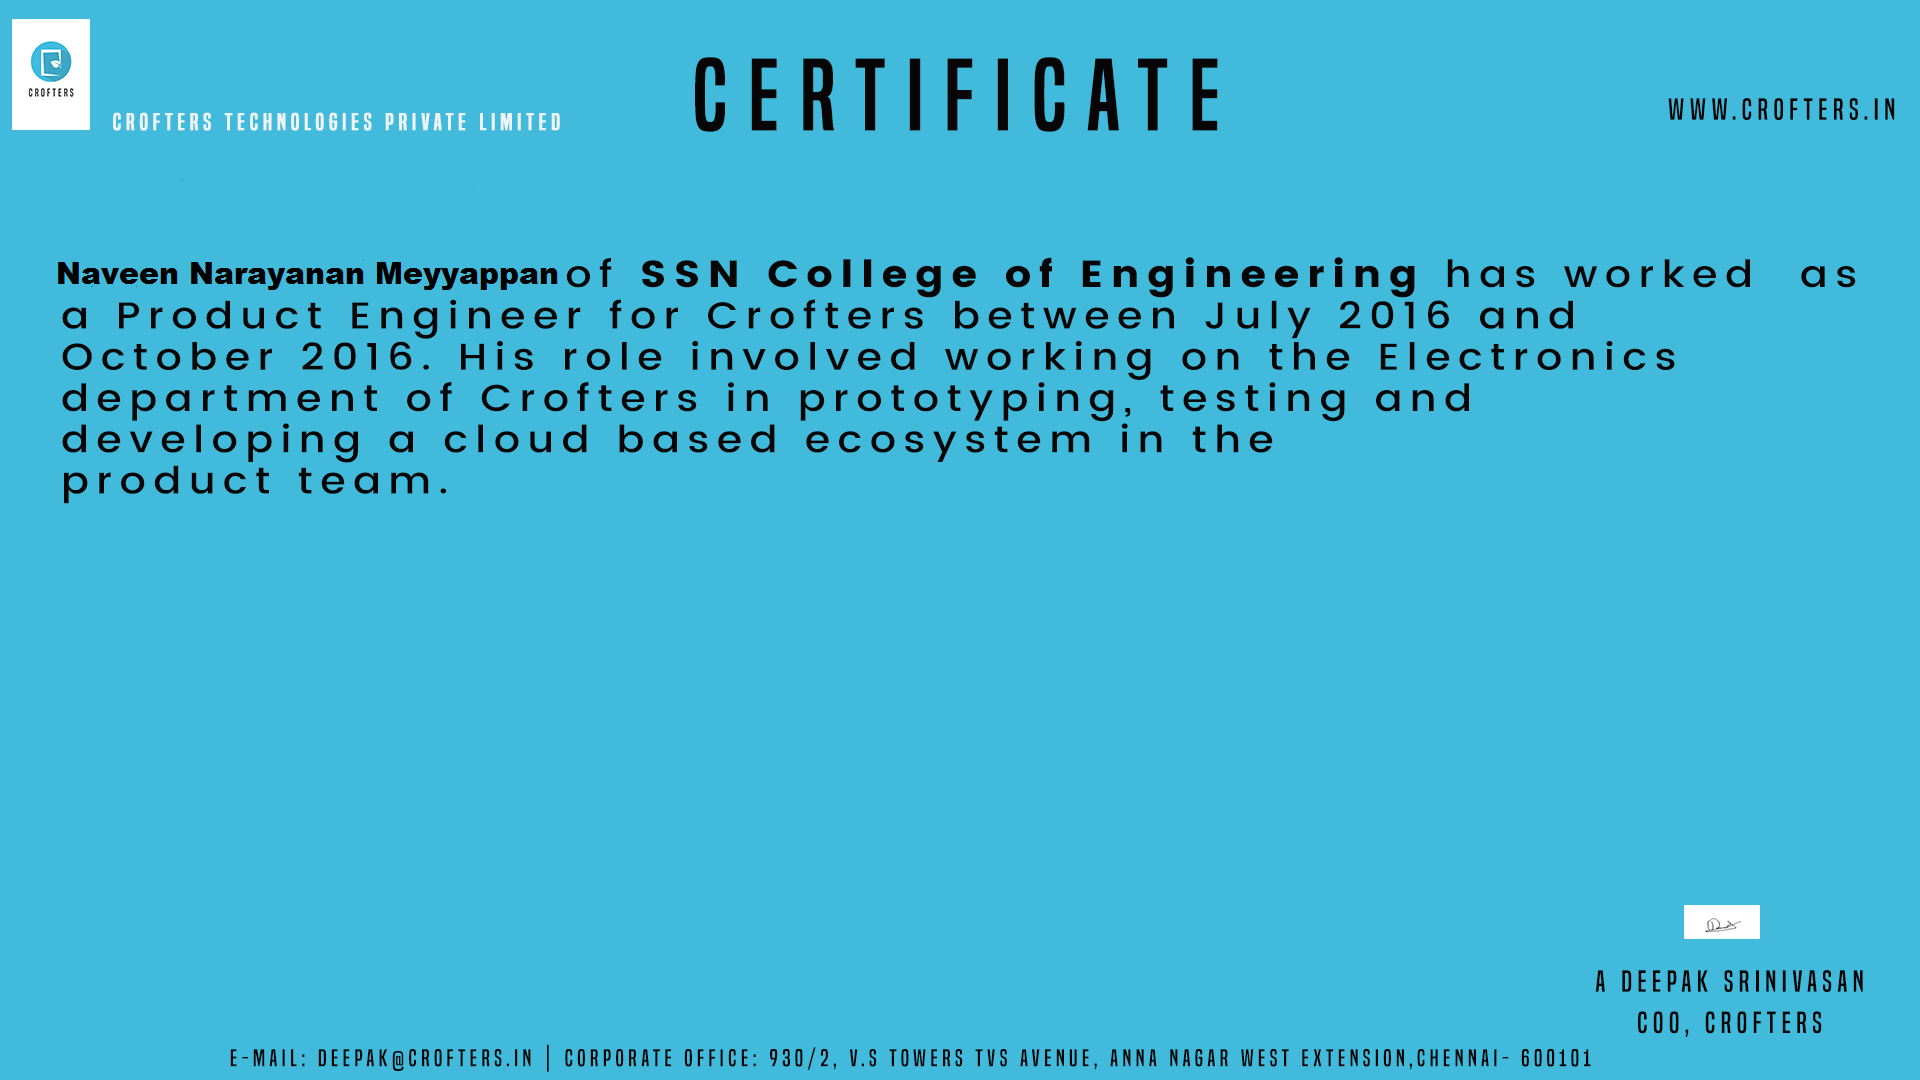 CROFTERS
CROFTERS TECHNOLOGIES PRIVATE LIMITED
CERTIFICATE
WWW.CROFTERS.IN
Naveen Narayanan Meyyappan of SSN College of Engineering has worked as
a Product Engineer for Crofters between July 2016 and
October 2016. His role involved working on the Electronics
department of Crofters in prototyping, testing and
developing a cloud based ecosystem in the
product team.
A DEEPAK SRINIVASAN
COO, CROFTERS
E-MAIL: DEEPAK@CROFTERS.IN | CORPORATE OFFICE: 930/2, V.S TOWERS TVS AVENUE, ANNA NAGAR WEST EXTENSION,CHENNAI- 600101